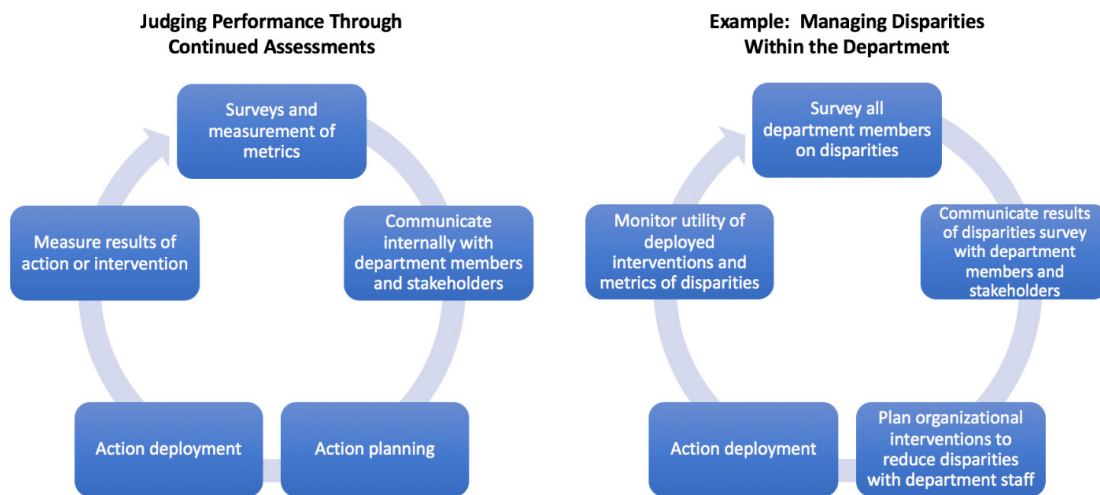 Judging Performance Through
Continued Assessments
Surveys and
measurement of
metrics
Communicate
internally with
department members
and stakeholders
Action planning
Action deployment
Measure results of
action or intervention
Example:  Managing Disparities
Within the Department
Survey all
department members
on disparities
Communicate results
of disparities survey
with department
members and
stakeholders
Plan organizational
interventions to
reduce disparities
with department staff
Action deployment
Monitor utility of
deployed
interventions and
metrics of disparities